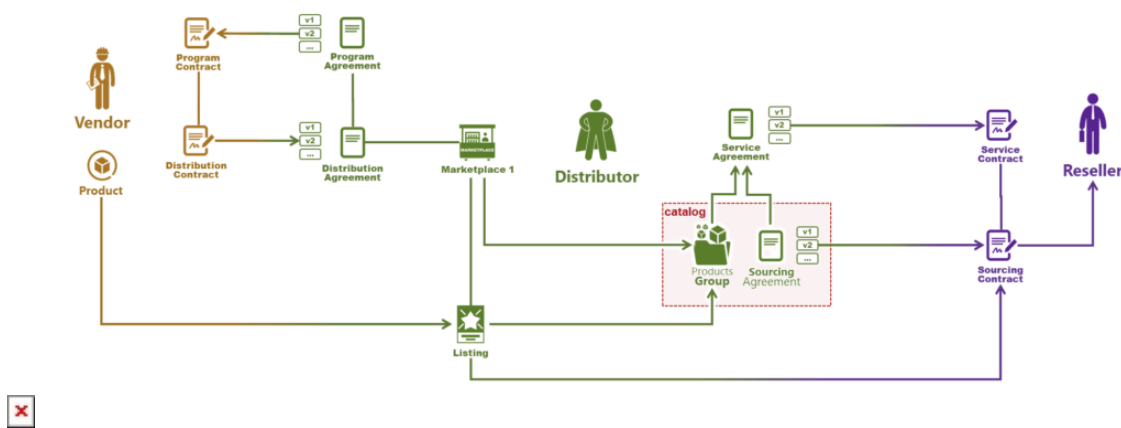 v1
v2
...
Program
Contract
Program
Agreement
Vendor
v1
v2
...
Distribution
Contract
Distribution
Agreement
MARKETPLACE
Marketplace 1
Product
Distributor
v1
v2
...
Service
Agreement
Service
Contract
Reseller
catalog
v1
v2
...
Products
Group
Sourcing
Agreement
Sourcing
Contract
Listing